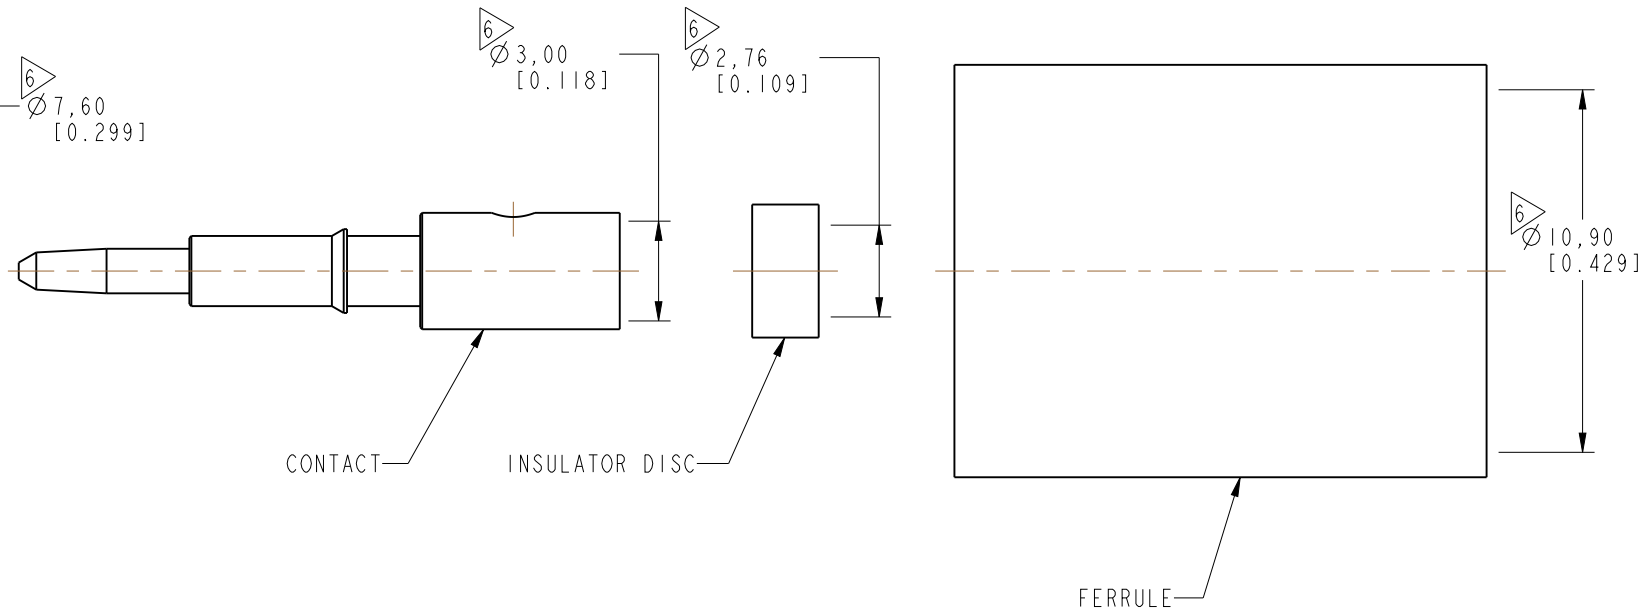 6
Ø7,60
[0.299]
6
Ø3,00
[0.118]
6
Ø2,76
[0.109]
6
Ø10,90
[0.429]
CONTACT
INSULATOR DISC
FERRULE